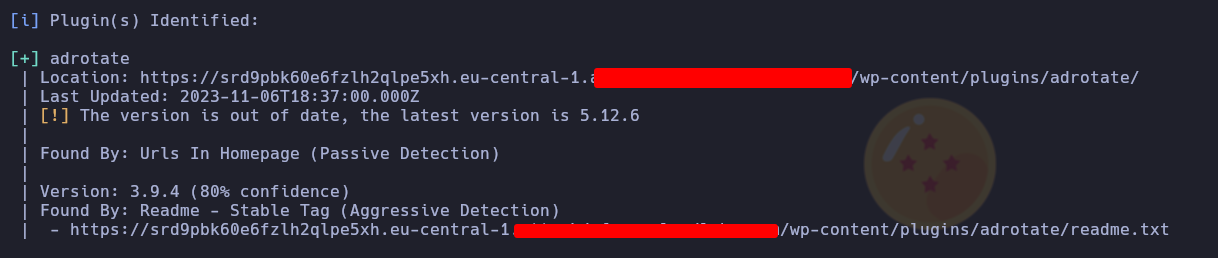 [i] Plugin(s) Identified:
[+] adrotate
| Location: https://srd9pbk60e6fzlh2qlpe5xh.eu-central-1. /wp-content/plugins/adrotate/
| Last Updated: 2023-11-06T18:37:00.000Z
| [!] The version is out of date, the latest version is 5.12.6
|
| Found By: Urls In Homepage (Passive Detection)
|
| Version: 3.9.4 (80% confidence)
| Found By: Readme - Stable Tag (Aggressive Detection)
|  - https://srd9pbk60e6fzlh2qlpe5xh.eu-central-1. /wp-content/plugins/adrotate/readme.txt